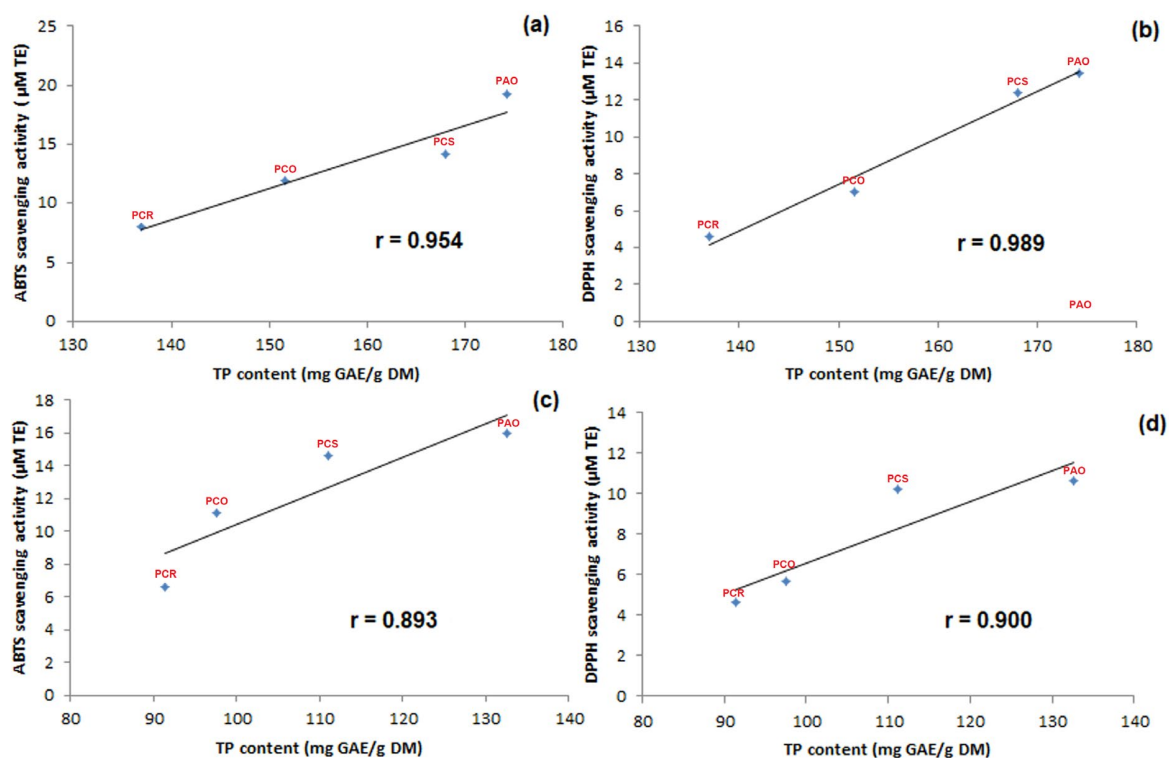 (a)
ABTS scavenging activity ( µM TE)
25
20
15
10
5
0
PAO
PCS
PCO
PCR
r = 0.954
130 140 150 160 170 180
TP content (mg GAE/g DM)
(b)
DPPH scavenging activity (µM TE)
16
14
12
10
8
6
4
2
0
PAO
PCS
PCO
PCR
r = 0.989
PAO
130 140 150 160 170 180
TP content (mg GAE/g DM)
(c)
ABTS scavenging activity (µM TE)
18
16
14
12
10
8
6
4
2
0
PAO
PCS
PCO
PCR
r = 0.893
80 90 100 110 120 130 140
TP content (mg GAE/g DM)
(d)
DPPH scavenging activity (µM TE)
14
12
10
8
6
4
2
0
PAO
PCS
PCO
PCR
r = 0.900
80 90 100 110 120 130 140
TP content (mg GAE/g DM)